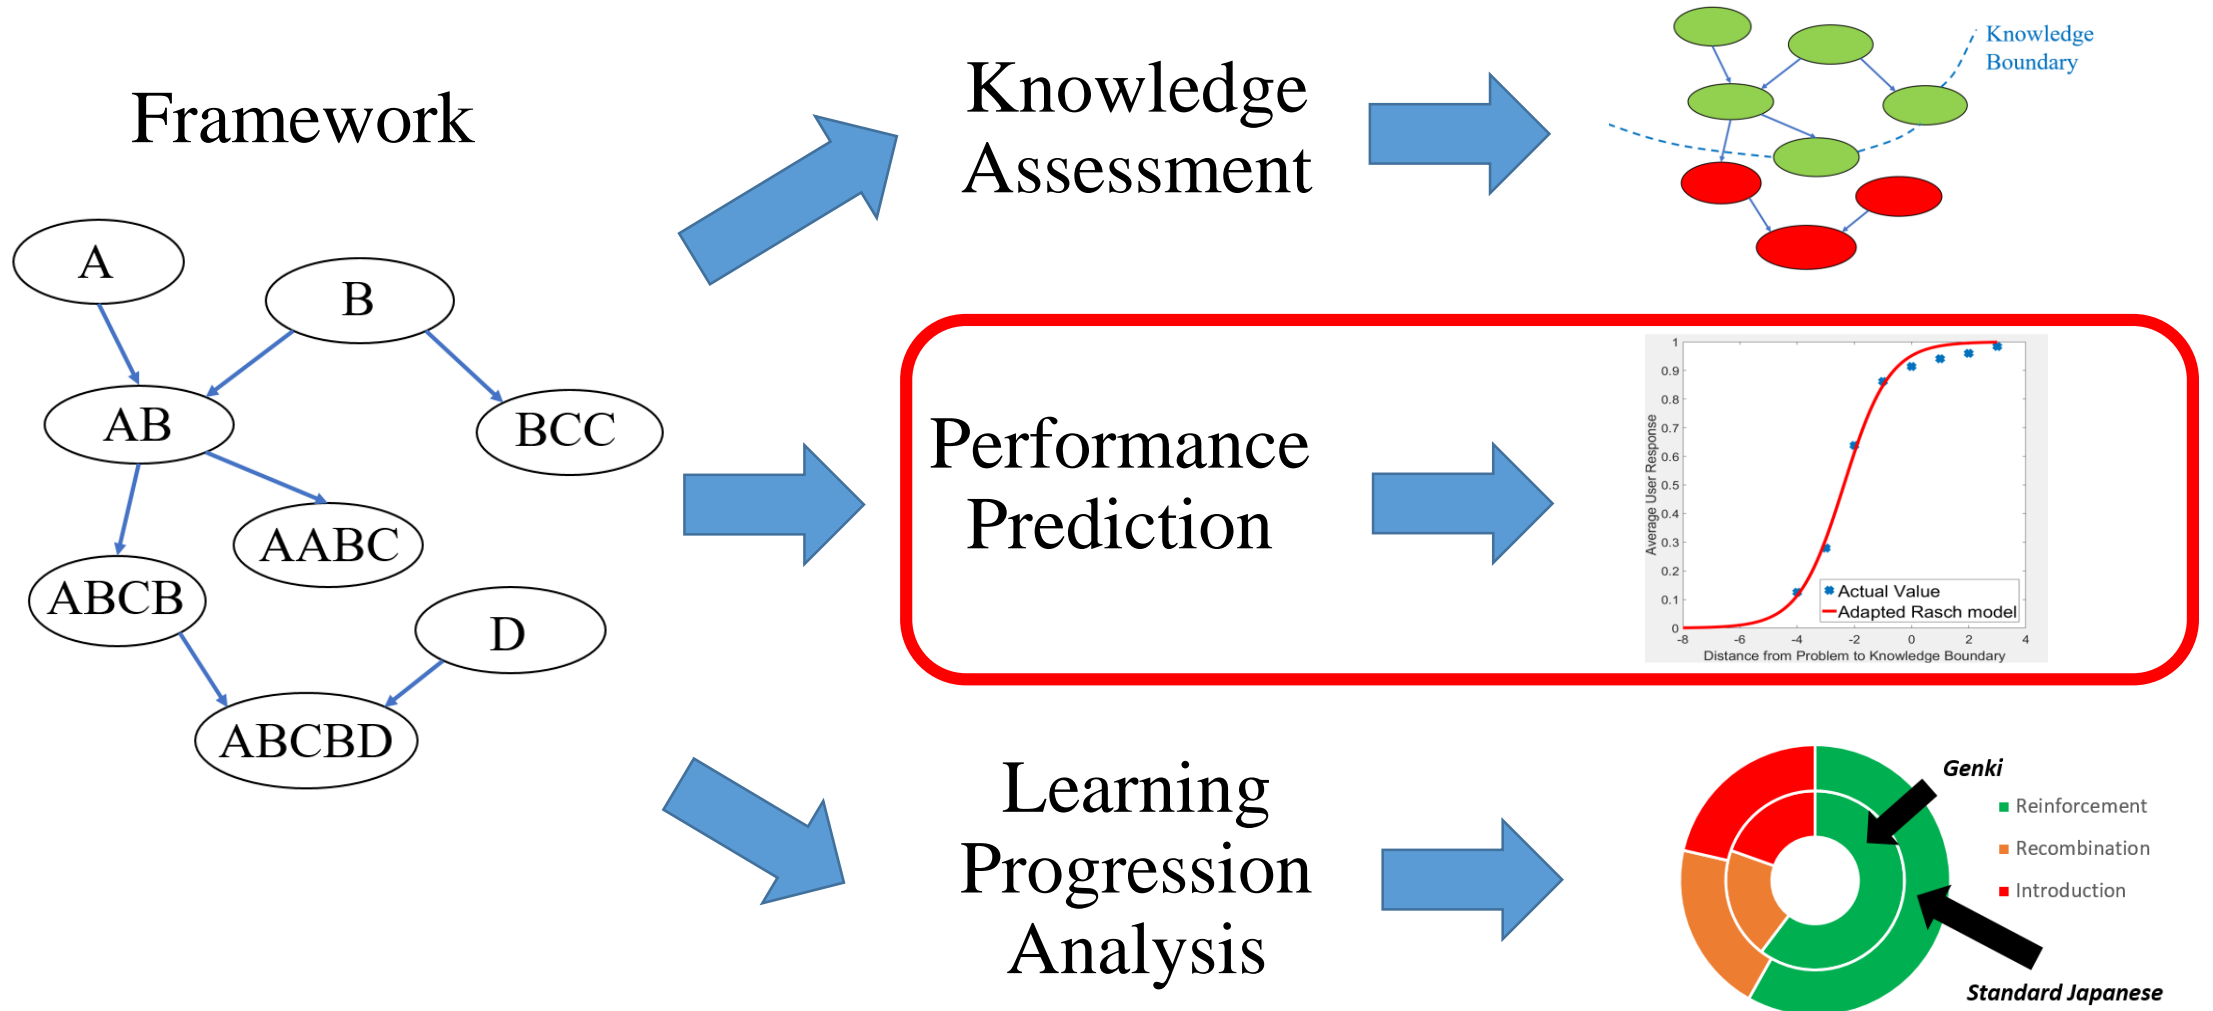 Framework
A
B
AB
BCC
AABC
ABCB
D
ABCBD
Knowledge
Assessment
Knowledge
Boundary
Performance
Prediction
1
0.9
0.8
0.7
0.6
0.5
0.4
0.3
0.2
0.1
0
Average User Response
Actual Value
Adapted Rasch model
-8 -6 -4 -2 0 2 4
Distance from Problem to Knowledge Boundary
Learning
Progression
Analysis
Genki
Reinforcement
Recombination
Introduction
Standard Japanese